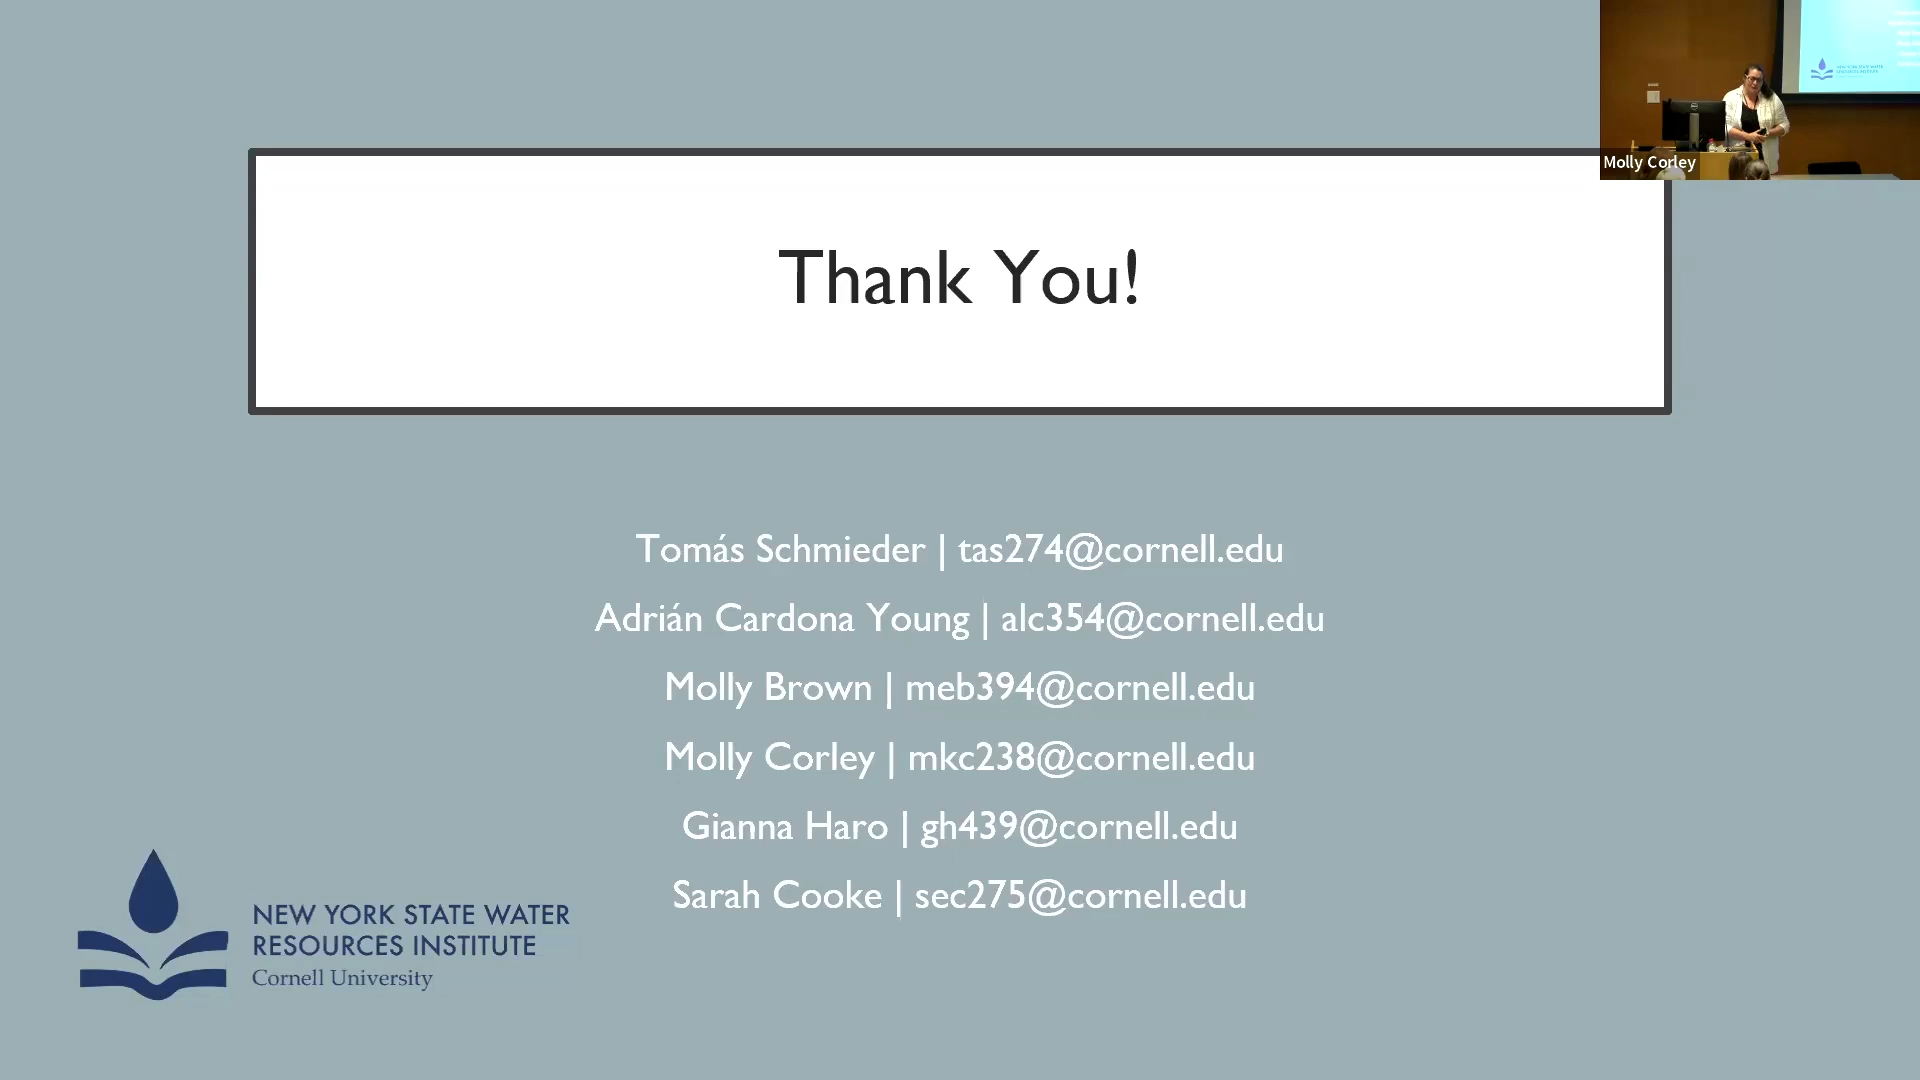 Molly Corley
Thank You!
Tomás Schmieder | tas274@cornell.edu
Adrián Cardona Young | alc354@cornell.edu
Molly Brown | meb394@cornell.edu
Molly Corley | mkc238@cornell.edu
Gianna Haro | gh439@cornell.edu
Sarah Cooke | sec275@cornell.edu
NEW YORK STATE WATER
RESOURCES INSTITUTE
Cornell University